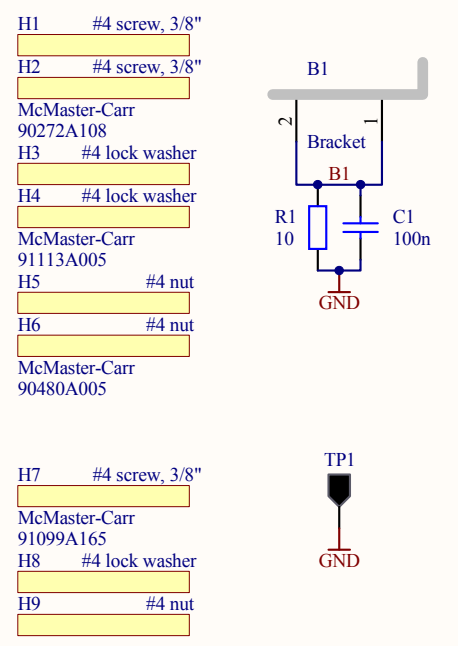 H1 #4 screw, 3/8"
H2 #4 screw, 3/8"
McMaster-Carr
90272A108
H3 #4 lock washer
H4 #4 lock washer
McMaster-Carr
91113A005
H5 #4 nut
H6 #4 nut
McMaster-Carr
90480A005
H7 #4 screw, 3/8"
McMaster-Carr
91099A165
H8 #4 lock washer
H9 #4 nut
B1
2 1
Bracket
B1
R1
10
C1
100n
GND
TP1
GND